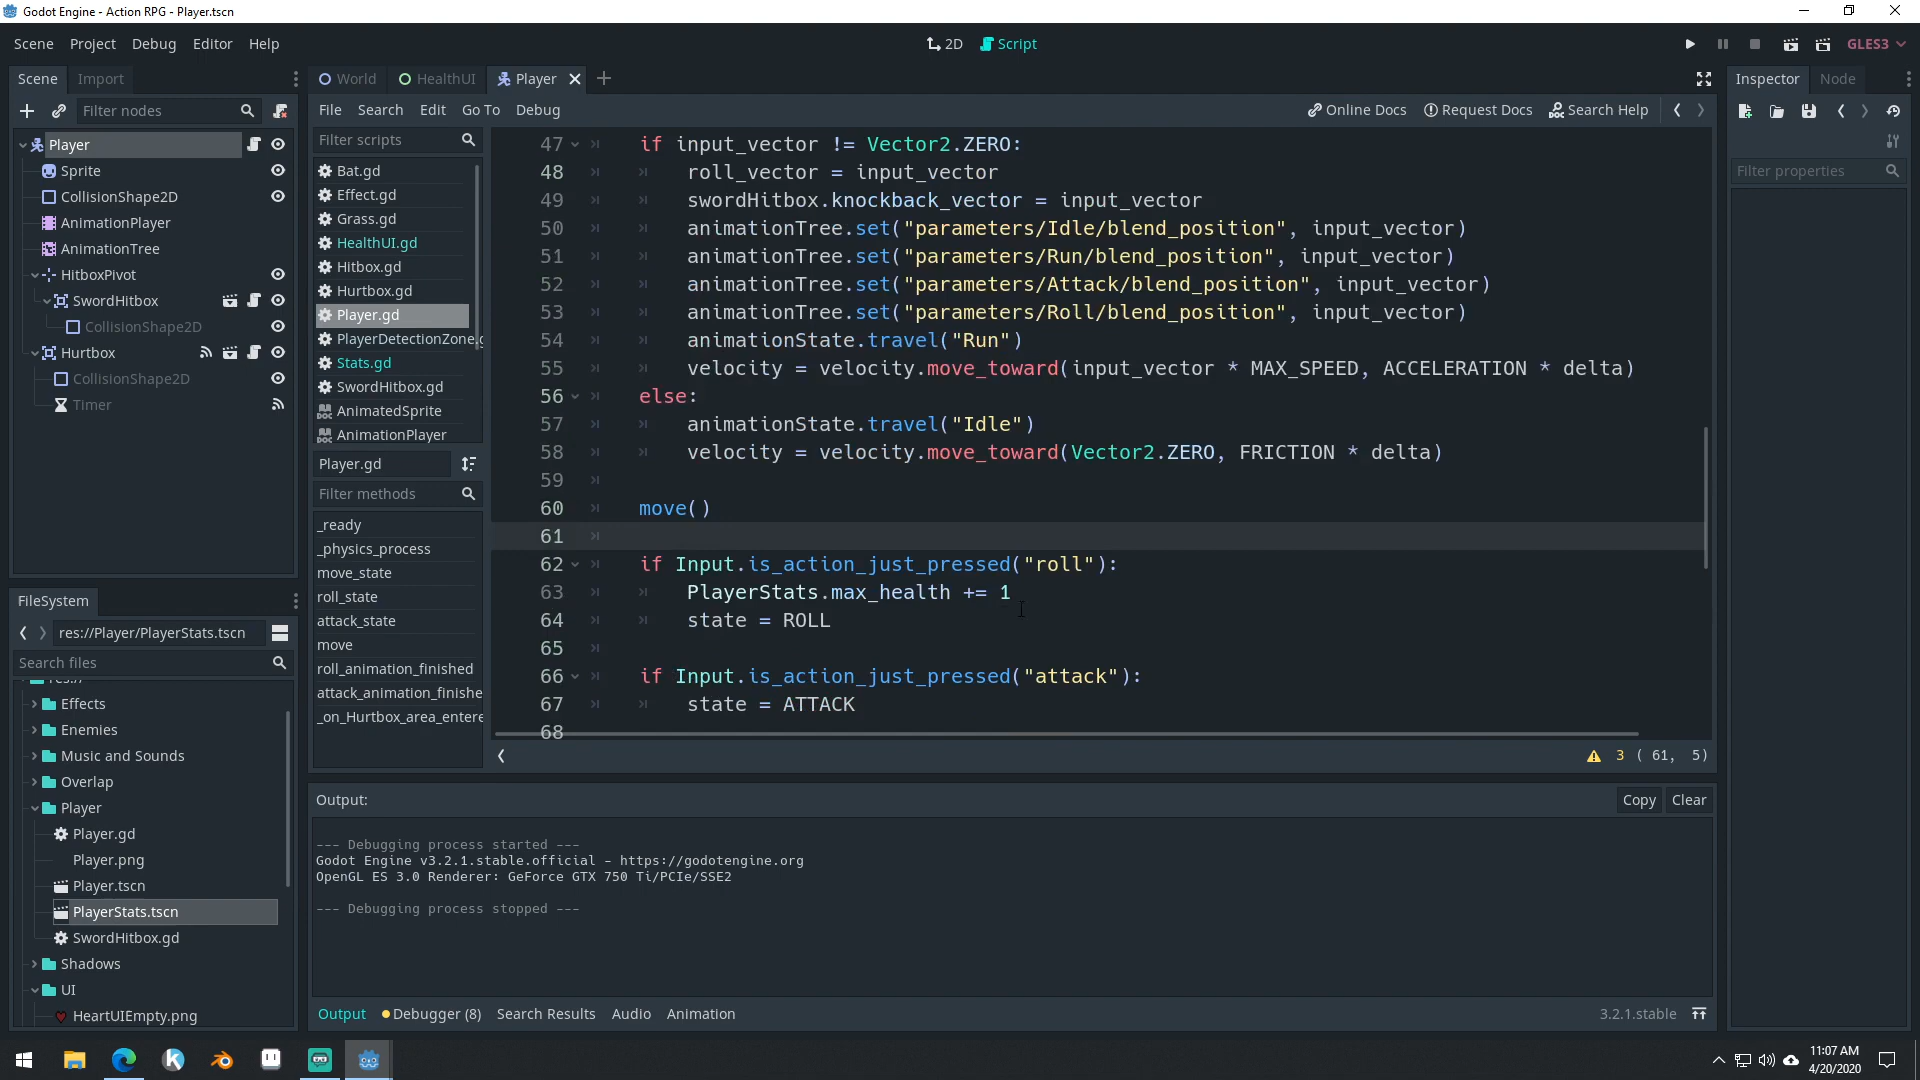 Godot Engine - Action RPG - Player.tscn
Scene Project Debug Editor Help
2D Script
GLES3
Scene Import
World HealthUI Player
Inspector Node
Filter nodes
File Search Edit Go To Debug
Online Docs Request Docs Search Help
Player
Sprite
CollisionShape2D
AnimationPlayer
AnimationTree
HitboxPivot
SwordHitbox
CollisionShape2D
Hurtbox
CollisionShape2D
Timer
Filter scripts
Bat.gd
Effect.gd
Grass.gd
HealthUI.gd
Hitbox.gd
Hurtbox.gd
Player.gd
PlayerDetectionZone.g
Stats.gd
SwordHitbox.gd
AnimatedSprite
AnimationPlayer
Player.gd
Filter methods
_ready
_physics_process
move_state
roll_state
attack_state
move
roll_animation_finished
attack_animation_finishe
_on_Hurtbox_area_entere
47 if input_vector != Vector2.ZERO:
48 roll_vector = input_vector
49 swordHitbox.knockback_vector = input_vector
50 animationTree.set("parameters/Idle/blend_position", input_vector)
51 animationTree.set("parameters/Run/blend_position", input_vector)
52 animationTree.set("parameters/Attack/blend_position", input_vector)
53 animationTree.set("parameters/Roll/blend_position", input_vector)
54 animationState.travel("Run")
55 velocity = velocity.move_toward(input_vector * MAX_SPEED, ACCELERATION * delta)
56 else:
57 animationState.travel("Idle")
58 velocity = velocity.move_toward(Vector2.ZERO, FRICTION * delta)
59
60 move()
61
62 if Input.is_action_just_pressed("roll"):
63 PlayerStats.max_health += 1
64 state = ROLL
65
66 if Input.is_action_just_pressed("attack"):
67 state = ATTACK
68
3 ( 61, 5)
Filter properties
FileSystem
res://Player/PlayerStats.tscn
Search files
res://
Effects
Enemies
Music and Sounds
Overlap
Player
Player.gd
Player.png
Player.tscn
PlayerStats.tscn
SwordHitbox.gd
Shadows
UI
HeartUIEmpty.png
Output:
Copy Clear
--- Debugging process started ---
Godot Engine v3.2.1.stable.official - https://godotengine.org
OpenGL ES 3.0 Renderer: GeForce GTX 750 Ti/PCIe/SSE2
--- Debugging process stopped ---
Output Debugger (8) Search Results Audio Animation
3.2.1.stable
11:07 AM
4/20/2020